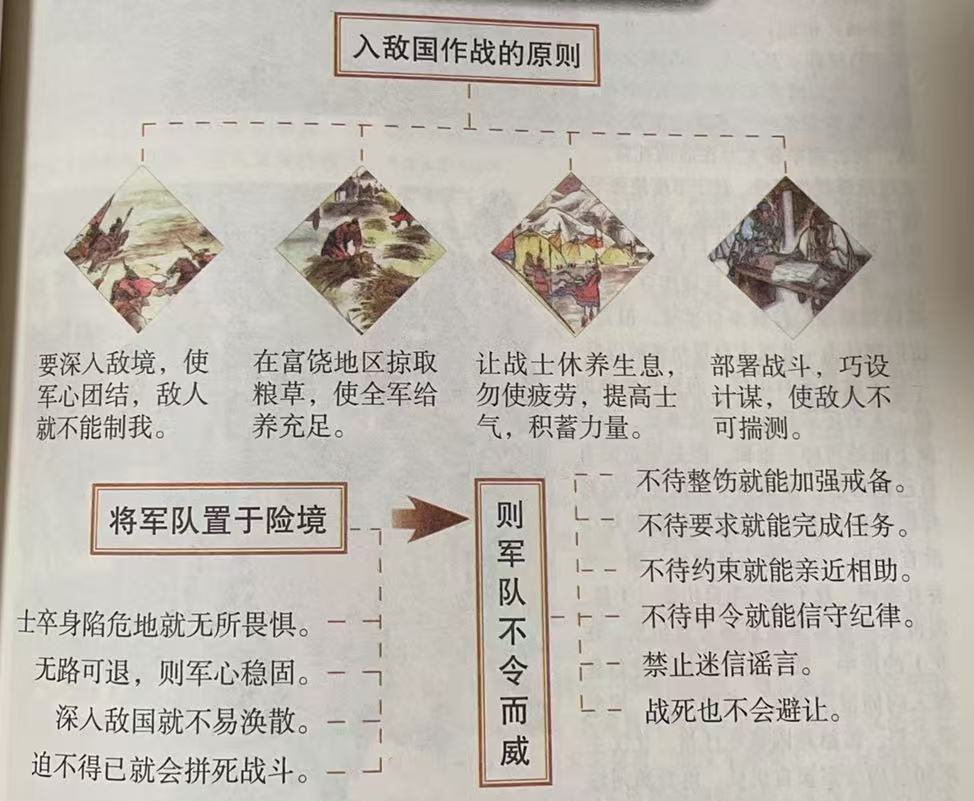 入敌国作战的原则
要深入敌境，使
军心团结，敌人
就不能制我。
在富饶地区掠取
粮草，使全军给
养充足。
让战士休养生息，
勿使疲劳，提高士
气，积蓄力量。
部署战斗，巧设
计谋，使敌人不
可揣测。
将军队置于险境
士卒身陷危地就无所畏惧。
无路可退，则军心稳固。
深入敌国就不易涣散。
迫不得已就会拼死战斗。
则军队不令而威
不待整饬就能加强戒备。
不待要求就能完成任务。
不待约束就能亲近相助。
不待申令就能信守纪律。
禁止迷信谣言。
战死也不会避让。